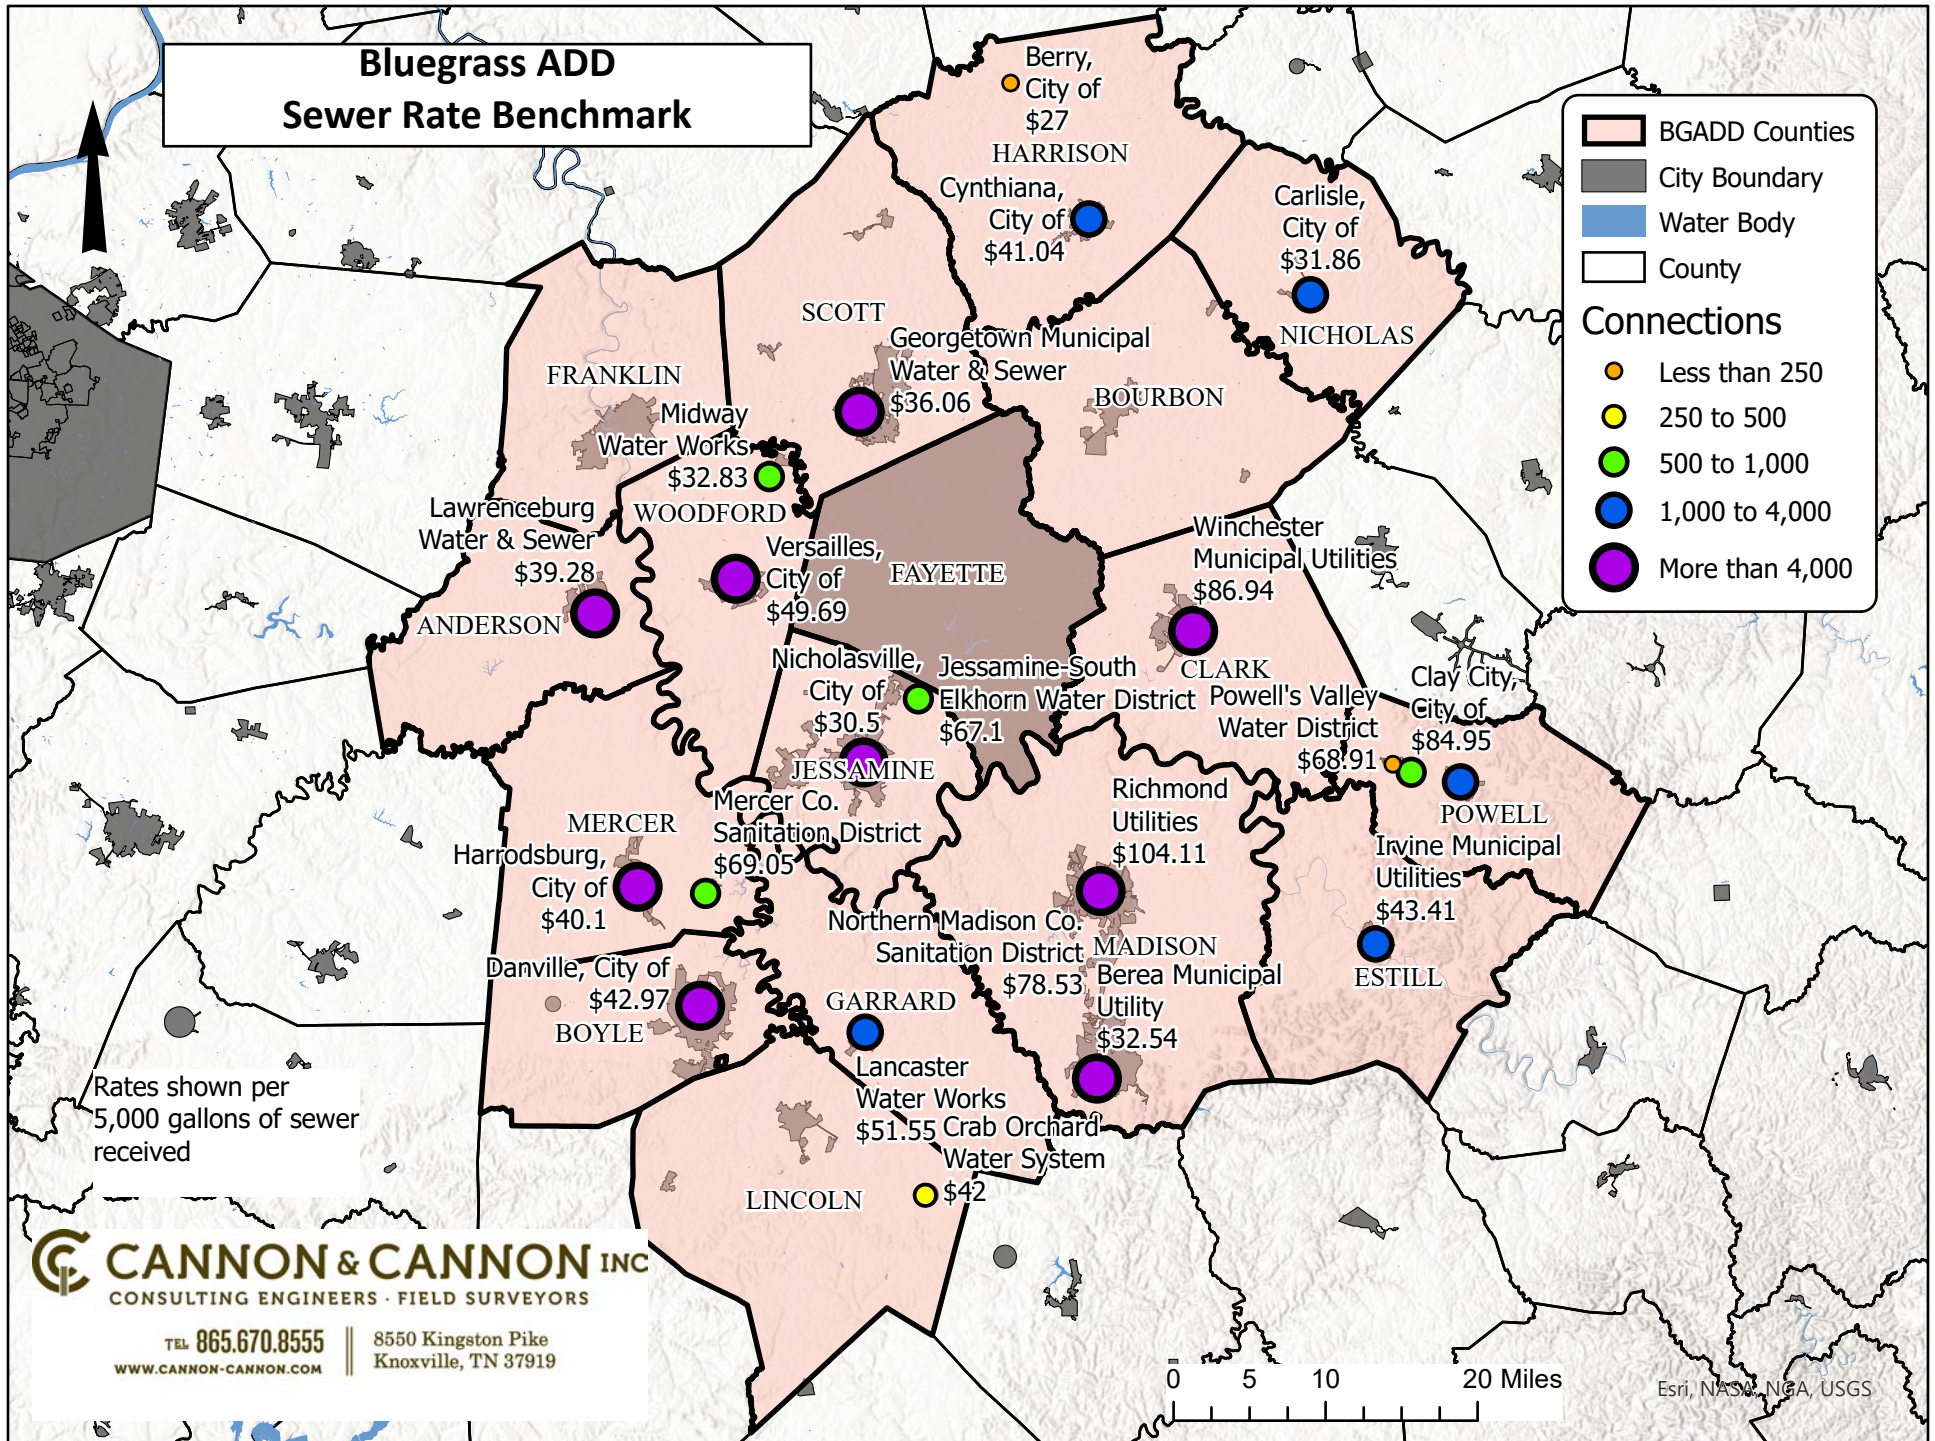 Bluegrass ADD
Sewer Rate Benchmark
Berry,
City of
$27
HARRISON
Cynthiana,
City of
$41.04
Carlisle,
City of
$31.86
NICHOLAS
SCOTT
Georgetown Municipal
Water & Sewer
$36.06
FRANKLIN
BOURBON
Midway
Water Works
$32.83
WOODFORD
Lawrenceburg
Water & Sewer
$39.28
ANDERSON
Versailles,
City of
$49.69
FAYETTE
Winchester
Municipal Utilities
$86.94
CLARK
Nicholasville,
City of
$30.5
JESSAMINE
Jessamine-South
Elkhorn Water District
$67.1
Powell's Valley
Water District
$68.91
Clay City,
City of
$84.95
POWELL
Mercer Co.
Sanitation District
$69.05
MERCER
Harrodsburg,
City of
$40.1
Richmond
Utilities
$104.11
Irvine Municipal
Utilities
$43.41
ESTILL
Northern Madison Co.
Sanitation District
$78.53
MADISON
Berea Municipal
Utility
$32.54
Danville, City of
$42.97
BOYLE
GARRARD
Lancaster
Water Works
$51.55
Crab Orchard
Water System
$42
LINCOLN
BGADD Counties
City Boundary
Water Body
County
Connections
Less than 250
250 to 500
500 to 1,000
1,000 to 4,000
More than 4,000
Rates shown per
5,000 gallons of sewer
received
CANNON & CANNON INC
CONSULTING ENGINEERS · FIELD SURVEYORS
TEL 865.670.8555
WWW.CANNON-CANNON.COM
8550 Kingston Pike
Knoxville, TN 37919
0 5 10 20 Miles
Esri, NASA, NGA, USGS